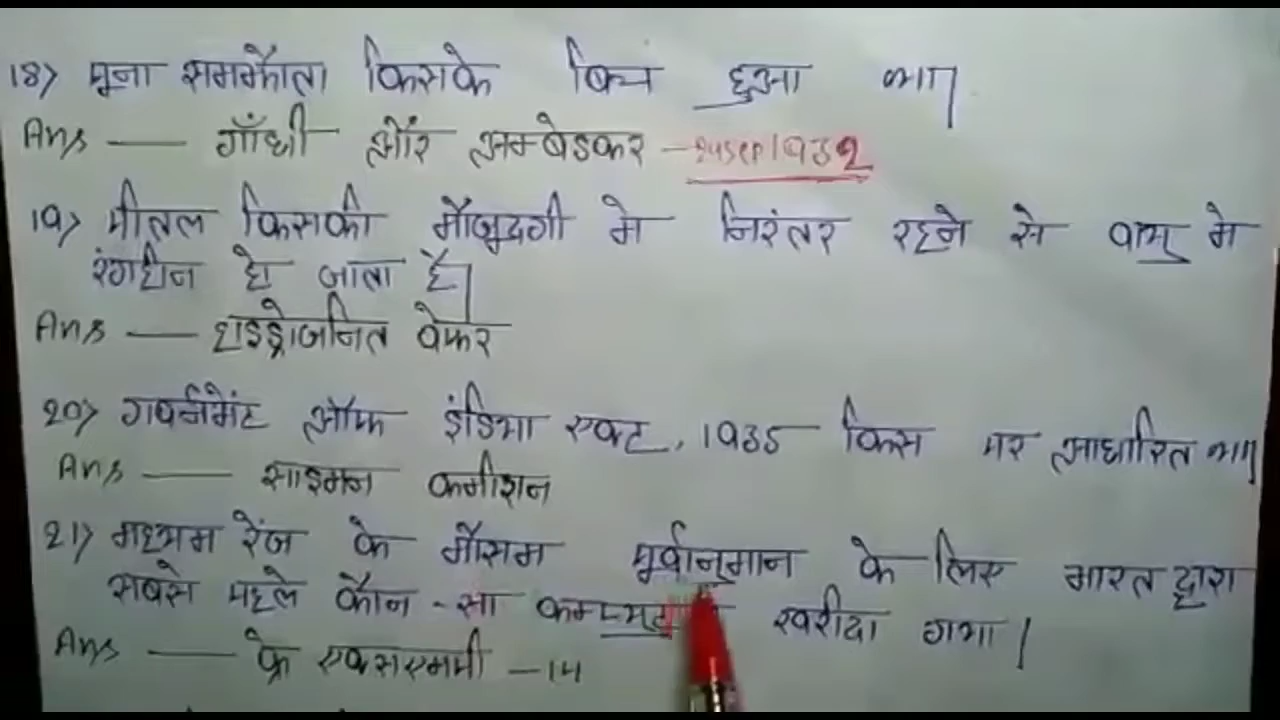 18) पूना समझौता किसके बिच हुआ था।
Ans — गाँधी और अम्बेडकर — 24 Sep 1932
19) पीतल किसकी मौजुदगी मे निरंतर रहने से वायु मे
रंगहीन हो जाता है।
Ans — हाइड्रोजनित वेफर
20) गवर्नमेंट ऑफ इंडिया एक्ट, 1935 किस पर आधारित था।
Ans — साइमन कमीशन
21) मध्यम रेंज के मौसम पूर्वानुमान के लिए भारत द्वारा
सबसे पहले कौन-सा खरीदा गया।
Ans — के एक्सएमपी — 14